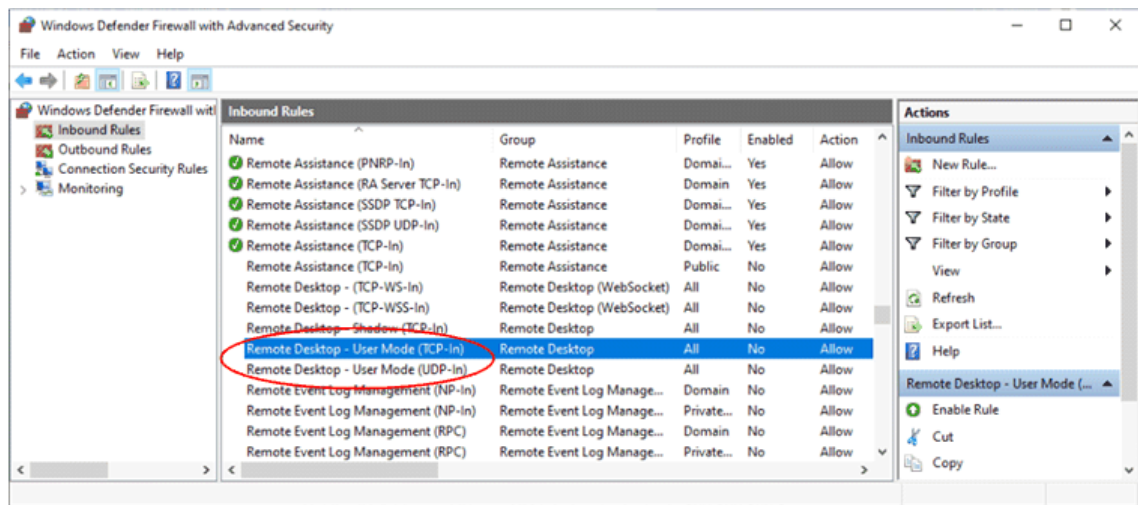 Windows Defender Firewall with Advanced Security
File Action View Help
Windows Defender Firewall witl
Inbound Rules
Outbound Rules
Connection Security Rules
Monitoring
Inbound Rules
Name Group Profile Enabled Action
Remote Assistance (PNRP-In) Remote Assistance Domai... Yes Allow
Remote Assistance (RA Server TCP-In) Remote Assistance Domain Yes Allow
Remote Assistance (SSDP TCP-In) Remote Assistance Domai... Yes Allow
Remote Assistance (SSDP UDP-In) Remote Assistance Domai... Yes Allow
Remote Assistance (TCP-In) Remote Assistance Domai... Yes Allow
Remote Assistance (TCP-In) Remote Assistance Public No Allow
Remote Desktop - (TCP-WS-In) Remote Desktop (WebSocket) All No Allow
Remote Desktop - (TCP-WSS-In) Remote Desktop (WebSocket) All No Allow
Remote Desktop - Shadow (TCP-In) Remote Desktop All No Allow
Remote Desktop - User Mode (TCP-In) Remote Desktop All No Allow
Remote Desktop - User Mode (UDP-In) Remote Desktop All No Allow
Remote Event Log Management (NP-In) Remote Event Log Manage... Domain No Allow
Remote Event Log Management (NP-In) Remote Event Log Manage... Private... No Allow
Remote Event Log Management (RPC) Remote Event Log Manage... Domain No Allow
Remote Event Log Management (RPC) Remote Event Log Manage... Private... No Allow
Actions
Inbound Rules
New Rule...
Filter by Profile
Filter by State
Filter by Group
View
Refresh
Export List...
Help
Remote Desktop - User Mode (...
Enable Rule
Cut
Copy